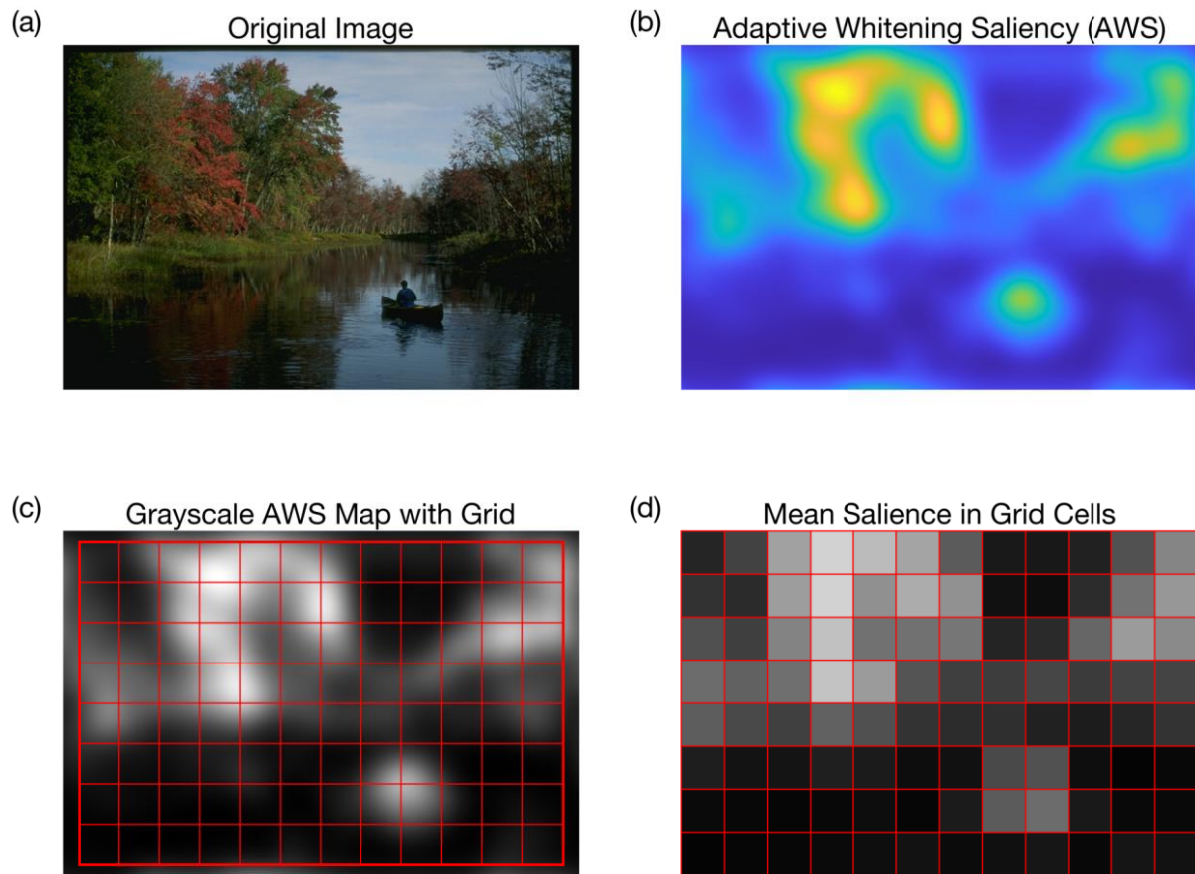 (a) Original Image
(b) Adaptive Whitening Saliency (AWS)
(c) Grayscale AWS Map with Grid
(d) Mean Salience in Grid Cells